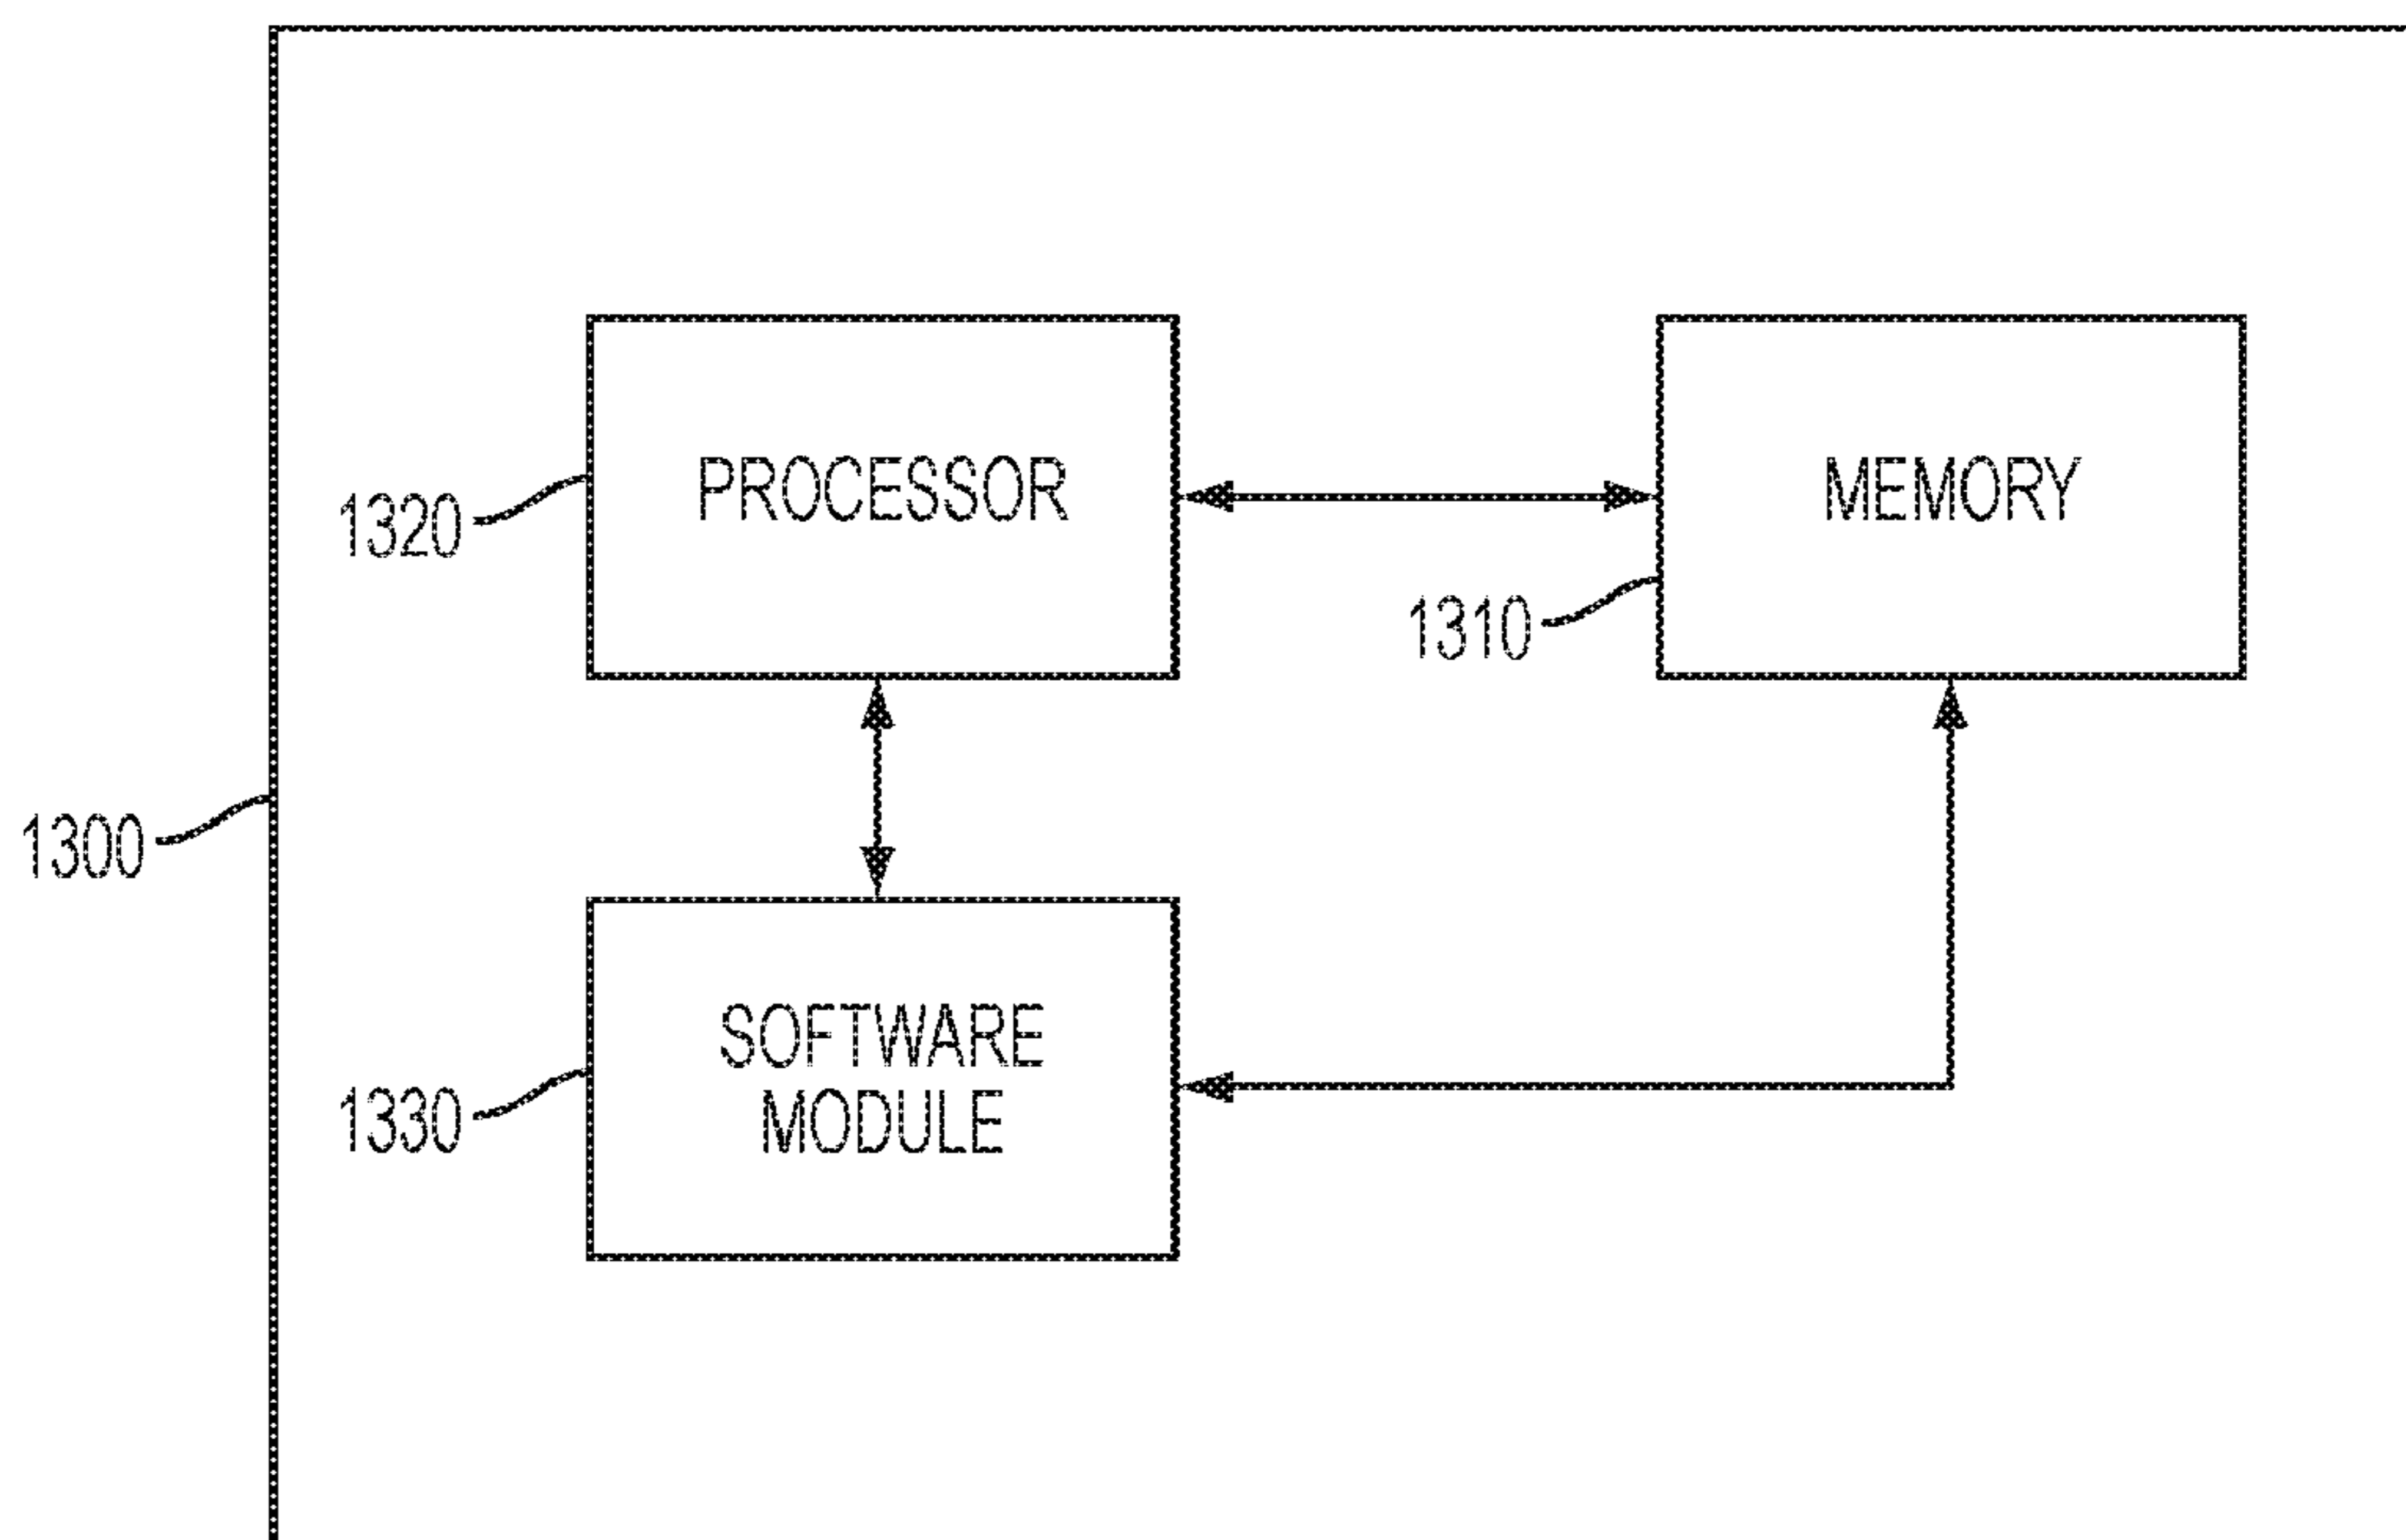 PROCESSOR
MEMORY
1320
1310
1300
SOFTWARE
MODULE
1330